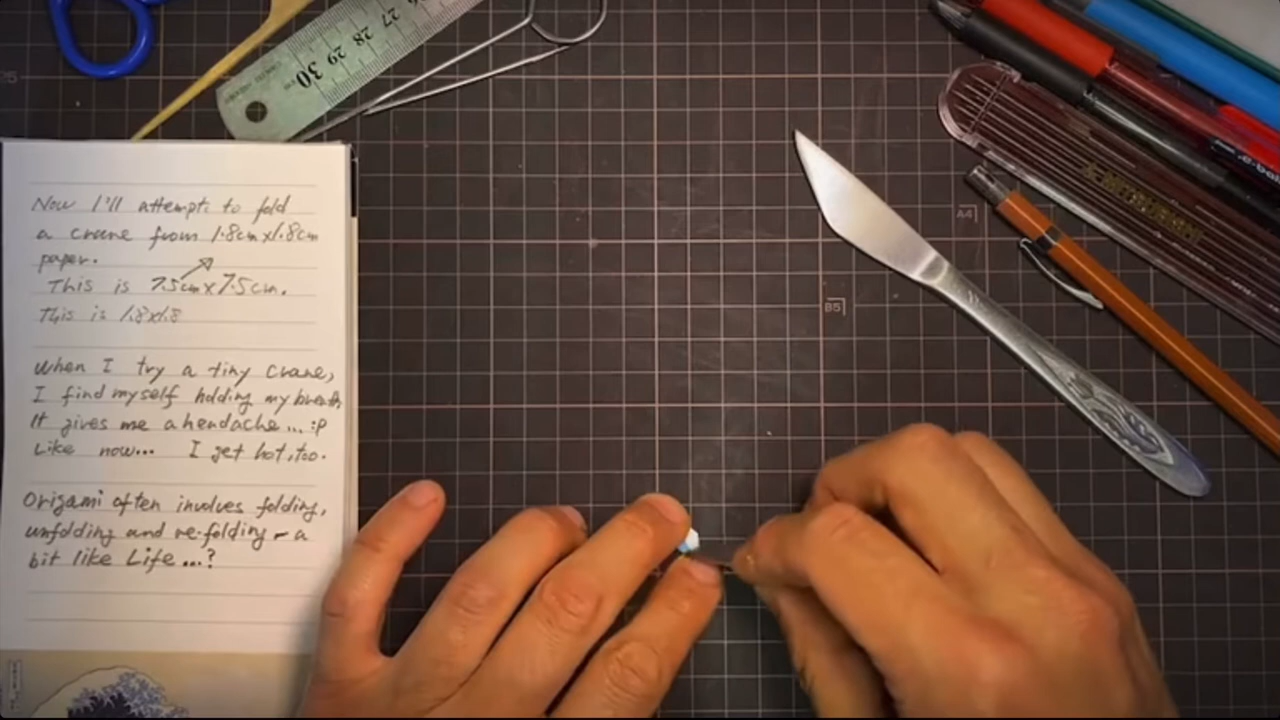 Now I'll attempt to fold
a crane from 1.8cm x 1.8cm
paper.
This is 7.5cm x 7.5cm.
This is 1.8x1.8
When I try a tiny crane,
I find myself holding my breath,
It gives me a headache... :p
Like now... I get hot, too.
Origami often involves folding,
unfolding and re-folding - a
bit like Life...?
27
28
29
30
A4
B5